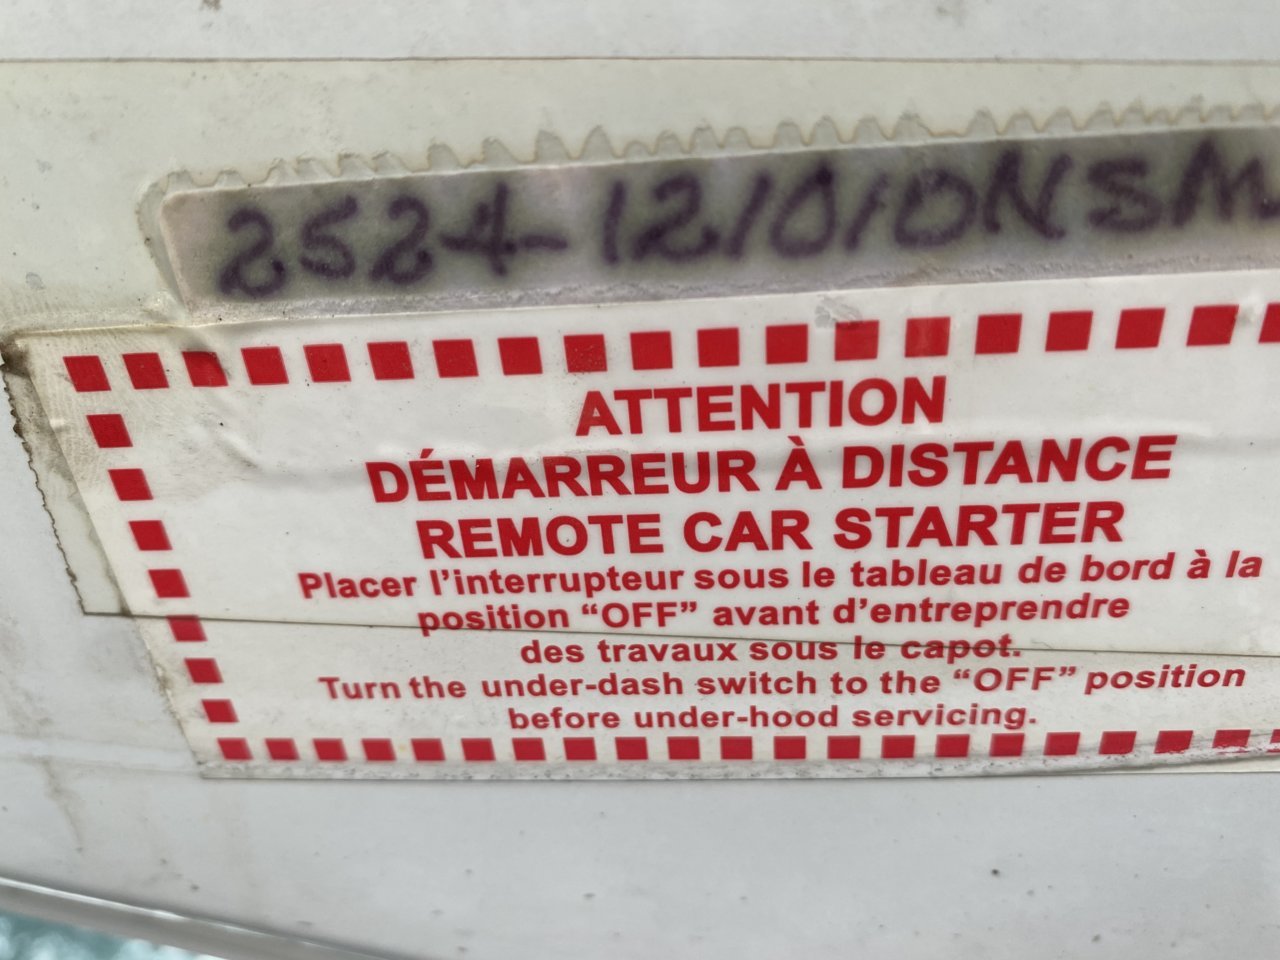 2524-12/0/0NSM
ATTENTION
DÉMARREUR À DISTANCE
REMOTE CAR STARTER
Placer l'interrupteur sous le tableau de bord à la
position “OFF” avant d'entreprendre
des travaux sous le capot.
Turn the under-dash switch to the “OFF” position
before under-hood servicing.